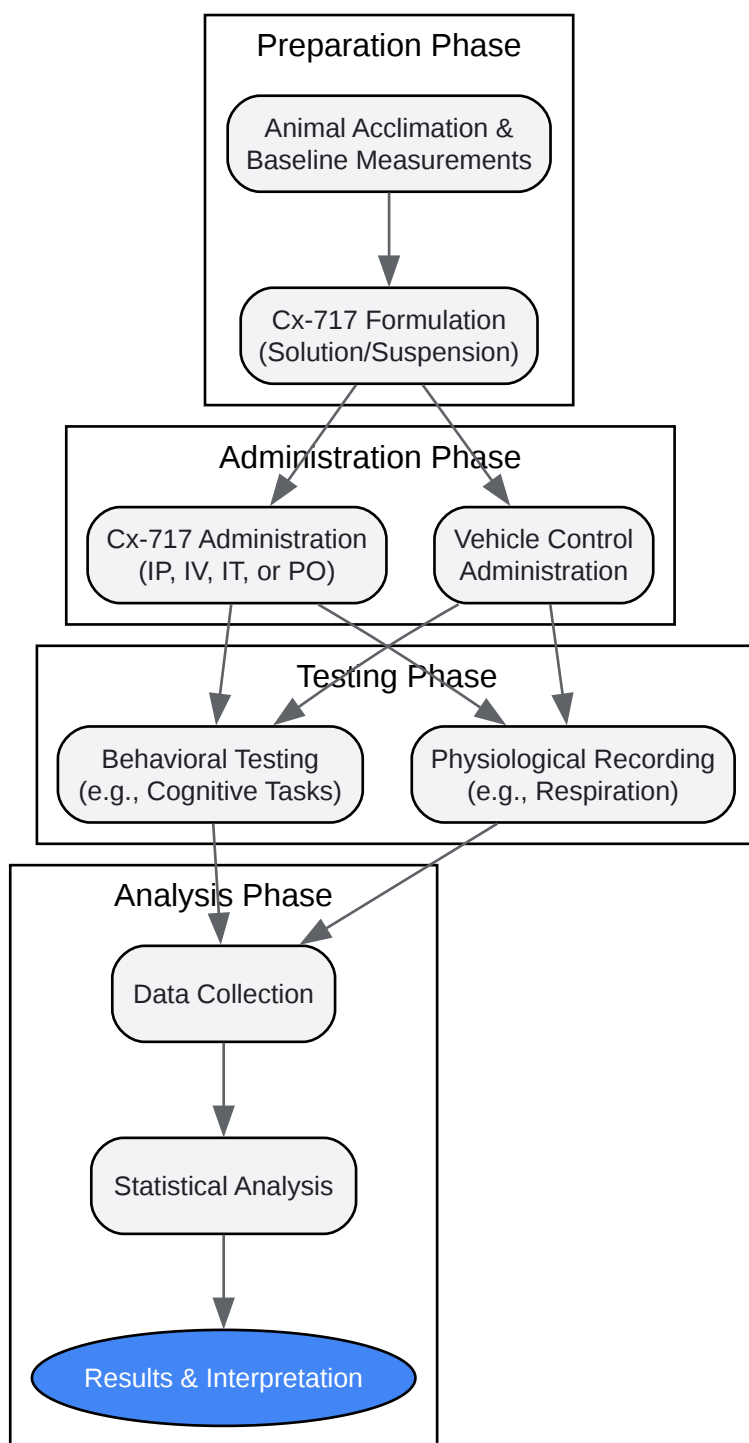 Preparation Phase
Animal Acclimation &
Baseline Measurements
Cx-717 Formulation
(Solution/Suspension)
Administration Phase
Cx-717 Administration
(IP, IV, IT, or PO)
Vehicle Control
Administration
Testing Phase
Behavioral Testing
(e.g., Cognitive Tasks)
Physiological Recording
(e.g., Respiration)
Analysis Phase
Data Collection
Statistical Analysis
Results & Interpretation